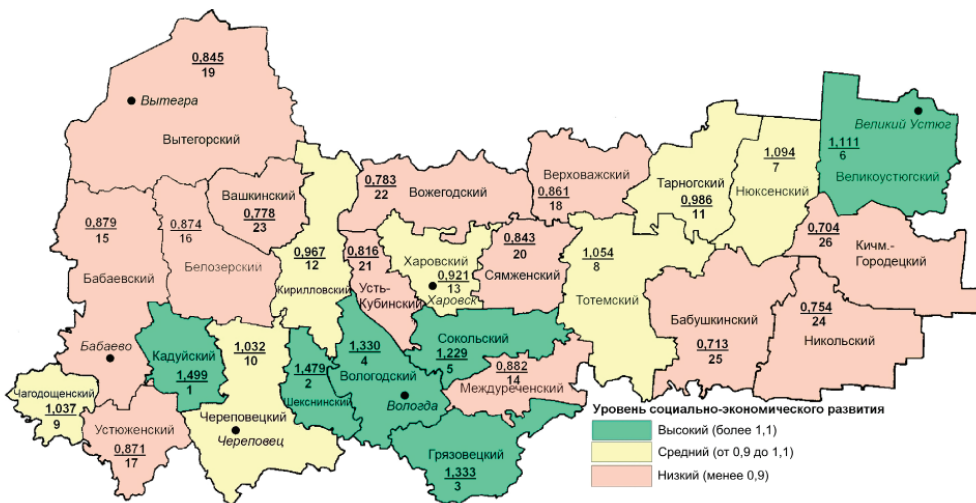 0,845
19
Вытегра
Вытегорский
Великий Устюг
1,111
6
Великоустюгский
1,094
7
Нюксенский
Тарногский
0,986
11
Верховажский
0,861
18
0,783
22
Вожегодский
Вашкинский
0,778
23
0,879
15
Бабаевский
0,874
16
Белозерский
0,967
12
Кирилловский
0,816
21
Усть-
Кубинский
Харовский
0,921
13
Харовск
0,843
20
Сямженский
1,054
8
Тотемский
0,704
26
Кичм.-
Городецкий
Бабушкинский
0,713
25
0,754
24
Никольский
Бабаево
Кадуйский
1,499
1
1,032
10
Череповецкий
Череповец
1,479
2
Шекснинский
1,330
4
Вологодский
Вологда
Сокольский
1,229
5
0,882
14
Междуреченский
Чагодощенский
1,037
9
Устюженский
0,871
17
Грязовецкий
1,333
3
Уровень социально-экономического развития
Высокий (более 1,1)
Средний (от 0,9 до 1,1)
Низкий (менее 0,9)